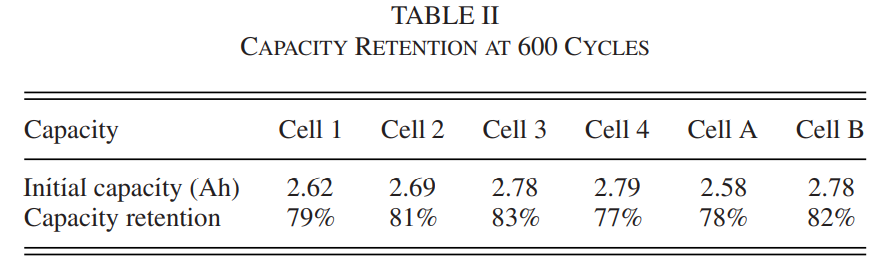 TABLE II
CAPACITY RETENTION AT 600 CYCLES
Capacity Cell 1 Cell 2 Cell 3 Cell 4 Cell A Cell B
Initial capacity (Ah) 2.62 2.69 2.78 2.79 2.58 2.78
Capacity retention 79% 81% 83% 77% 78% 82%